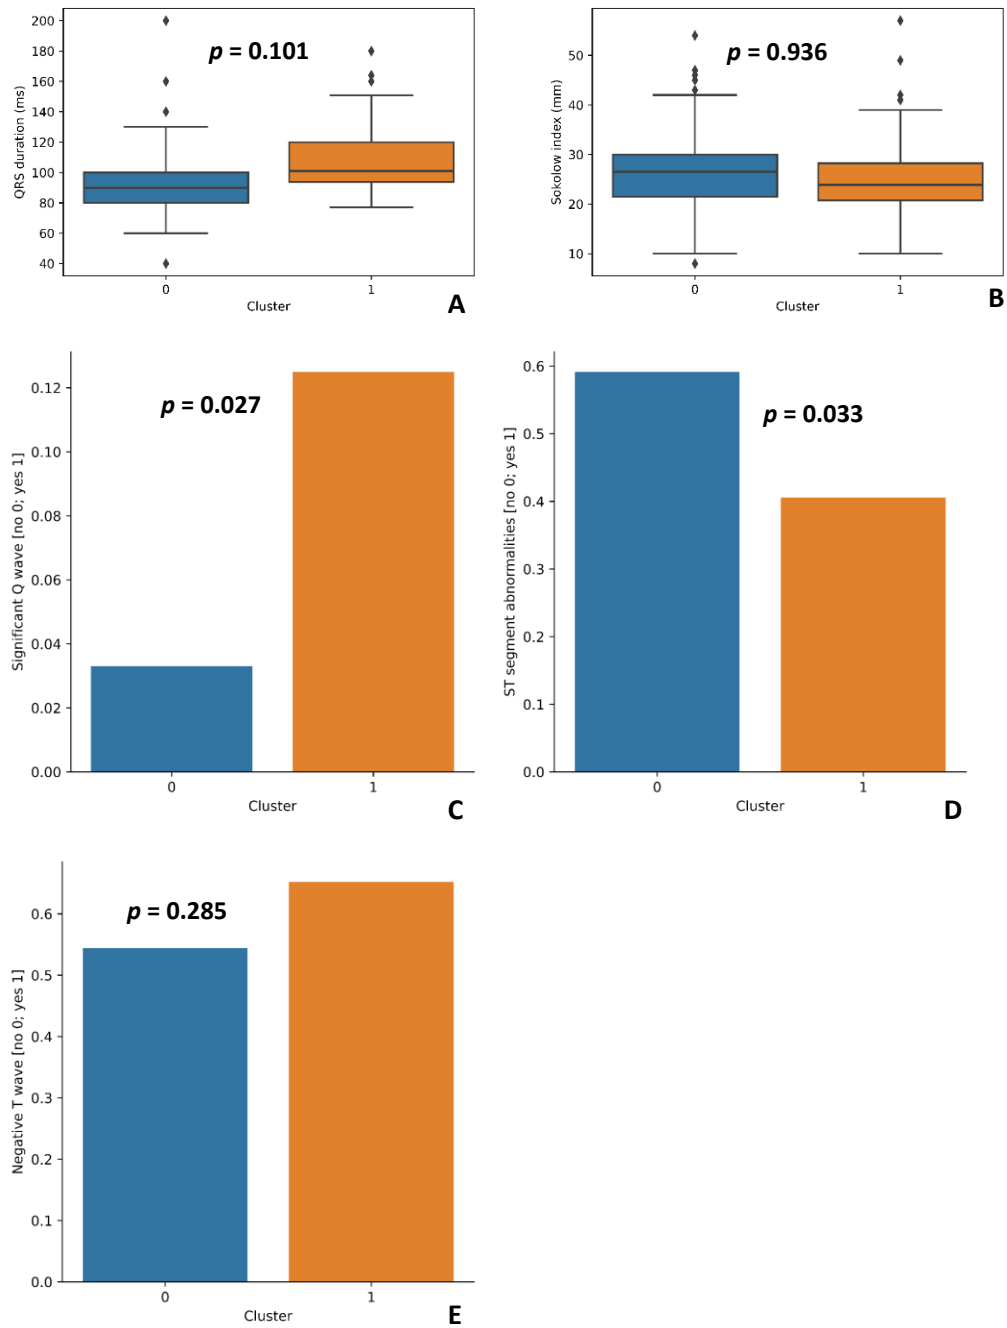 200
180
160
140
120
100
80
60
40
QRS duration (ms)
p = 0.101
0
1
Cluster
A
50
40
30
20
10
Sokolow index (mm)
p = 0.936
0
1
Cluster
B
0.12
0.10
0.08
0.06
0.04
0.02
0.00
Significant Q wave [no 0; yes 1]
p = 0.027
0
1
Cluster
C
0.6
0.5
0.4
0.3
0.2
0.1
0.0
ST segment abnormalities [no 0; yes 1]
p = 0.033
0
1
Cluster
D
0.6
0.5
0.4
0.3
0.2
0.1
0.0
Negative T wave [no 0; yes 1]
p = 0.285
0
1
Cluster
E